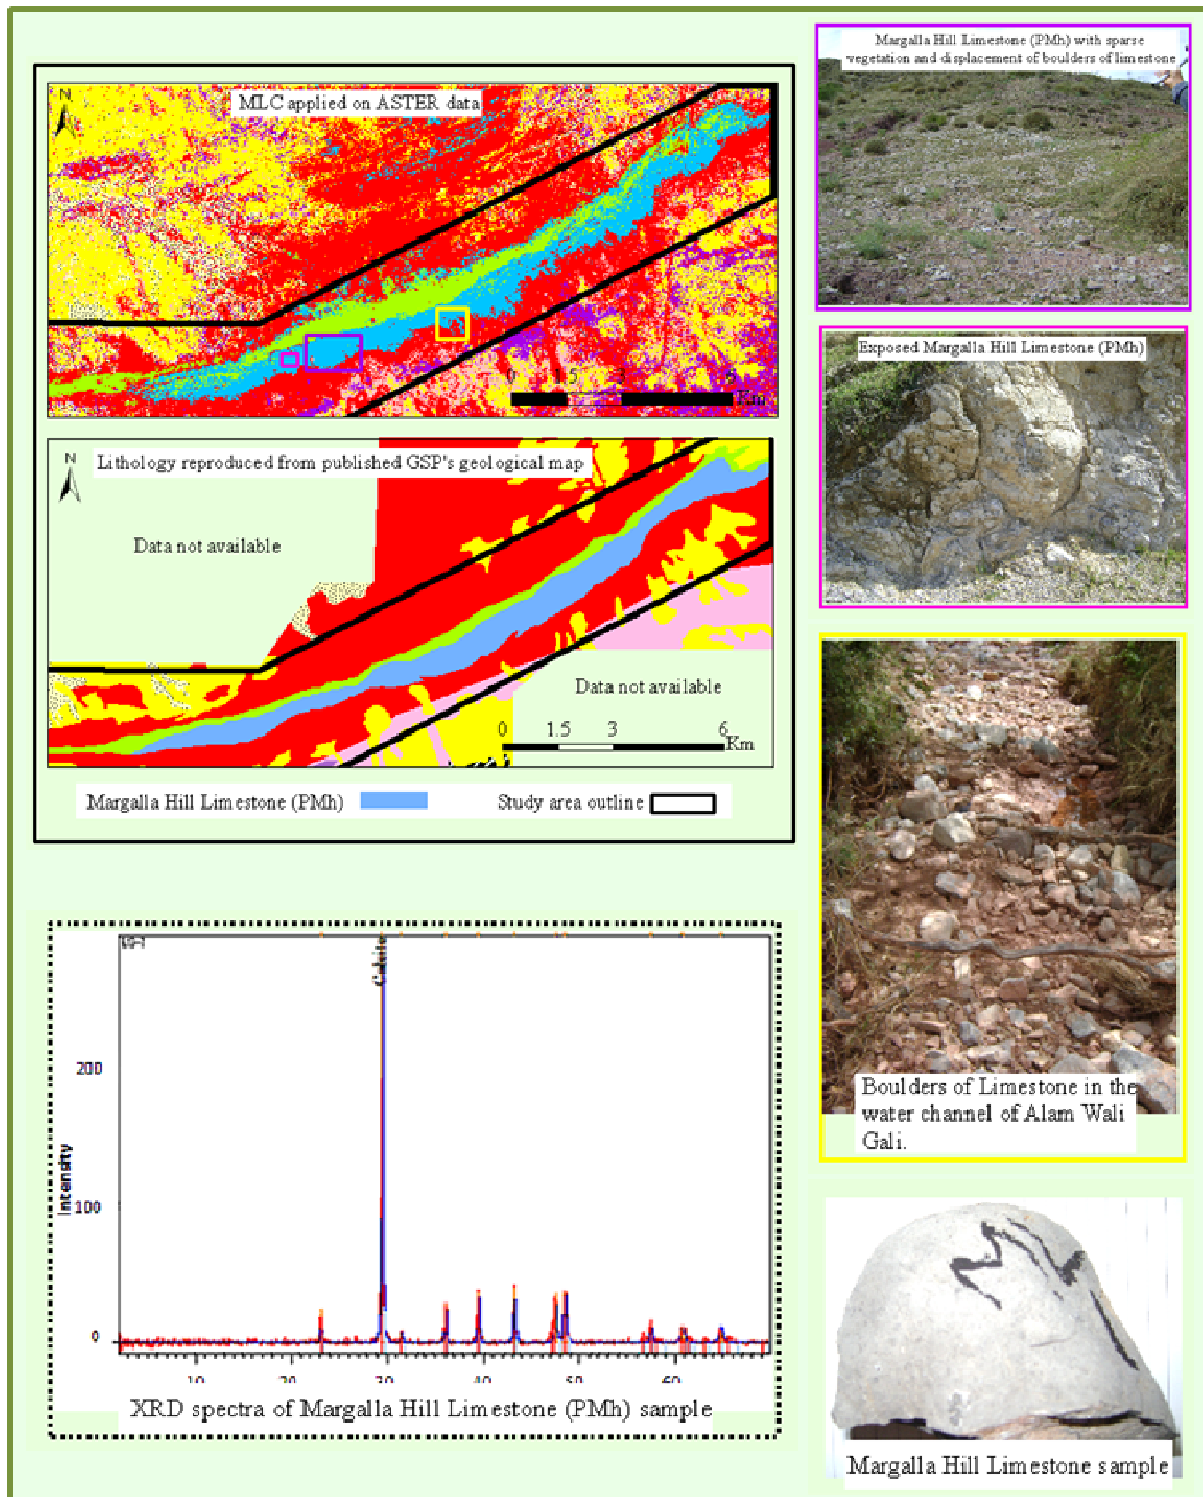 N
MLC applied on ASTER data
0 1.5 3 6
Km
N
Lithology reproduced from published GSP's geological map
Data not available
Data not available
0 1.5 3 6
Km
Margalla Hill Limestone (PMh)
Study area outline
Calcite
200
Intensity
100
0
10 20 30 40 50 60
XRD spectra of Margalla Hill Limestone (PMh) sample
Margalla Hill Limestone (PMh) with sparse
vegetation and displacement of boulders of limestone
Exposed Margalla Hill Limestone (PMh)
Boulders of Limestone in the
water channel of Alam Wali
Gali.
Margalla Hill Limestone sample